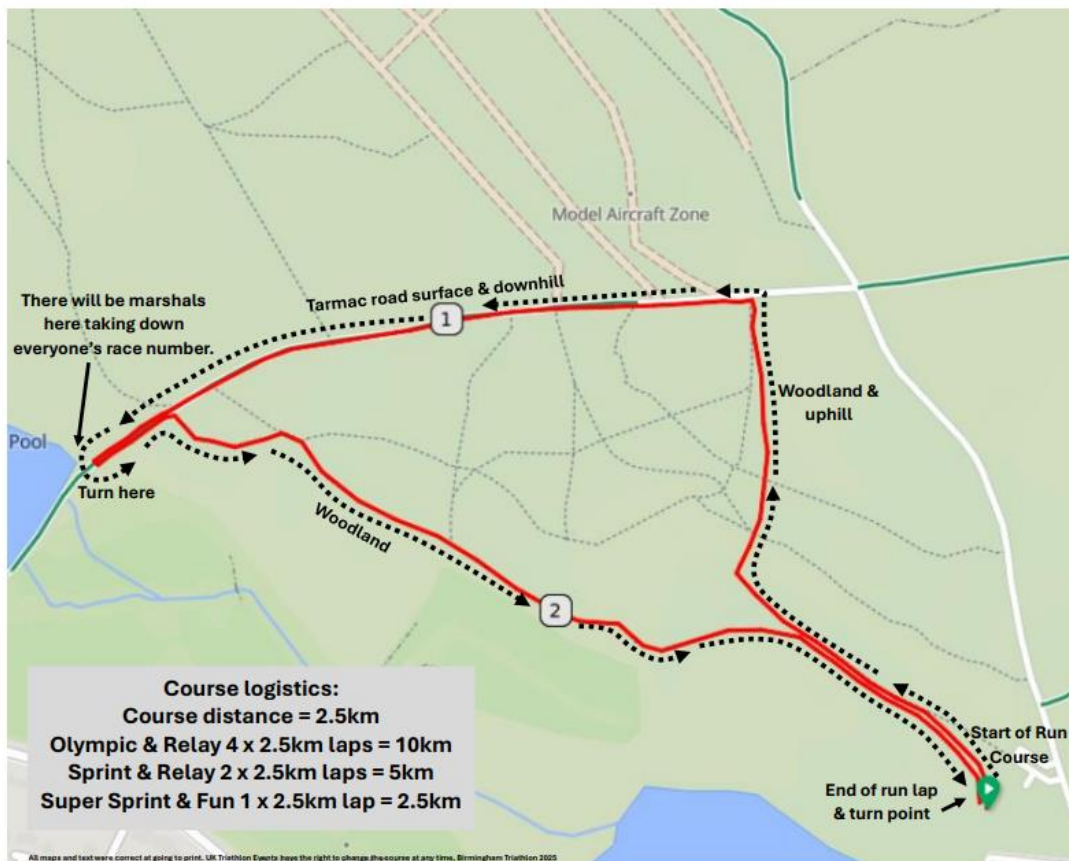 Model Aircraft Zone
Tarmac road surface & downhill
1
There will be marshals
here taking down
everyone's race number.
Woodland &
uphill
Pool
Turn here
Woodland
2
Course logistics:
Course distance = 2.5km
Olympic & Relay 4 x 2.5km laps = 10km
Sprint & Relay 2 x 2.5km laps = 5km
Super Sprint & Fun 1 x 2.5km lap = 2.5km
Start of Run
Course
End of run lap
& turn point
All maps and text were correct at going to print. UK Triathlon Events have the right to change the course at any time. Birmingham Triathlon 2025